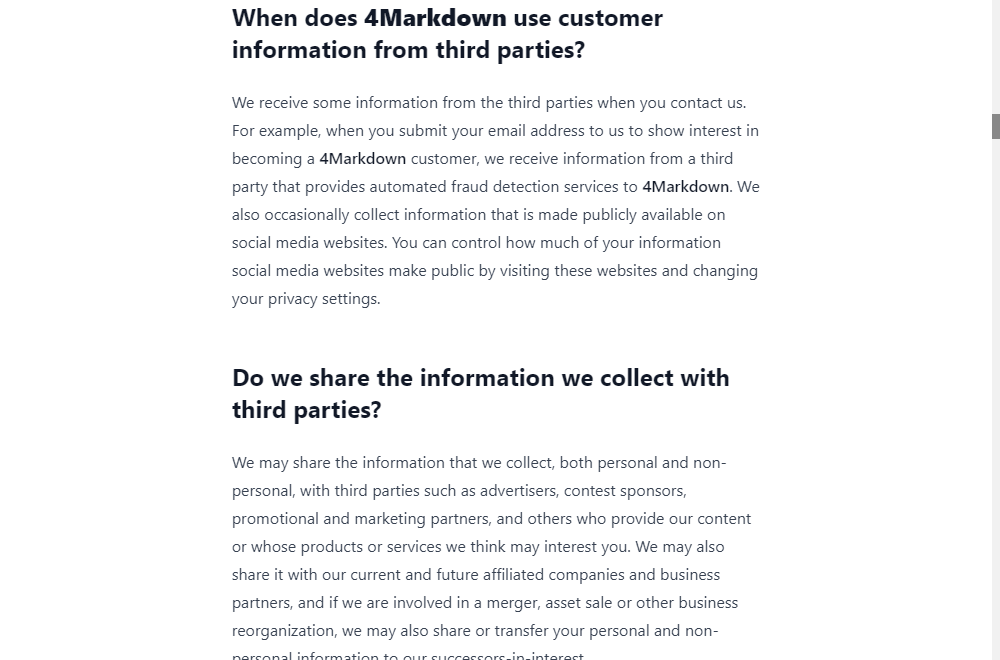 When does 4Markdown use customer
information from third parties?
We receive some information from the third parties when you contact us.
For example, when you submit your email address to us to show interest in
becoming a 4Markdown customer, we receive information from a third
party that provides automated fraud detection services to 4Markdown. We
also occasionally collect information that is made publicly available on
social media websites. You can control how much of your information
social media websites make public by visiting these websites and changing
your privacy settings.
Do we share the information we collect with
third parties?
We may share the information that we collect, both personal and non-
personal, with third parties such as advertisers, contest sponsors,
promotional and marketing partners, and others who provide our content
or whose products or services we think may interest you. We may also
share it with our current and future affiliated companies and business
partners, and if we are involved in a merger, asset sale or other business
reorganization, we may also share or transfer your personal and non-
personal information to our successors-in-interest.